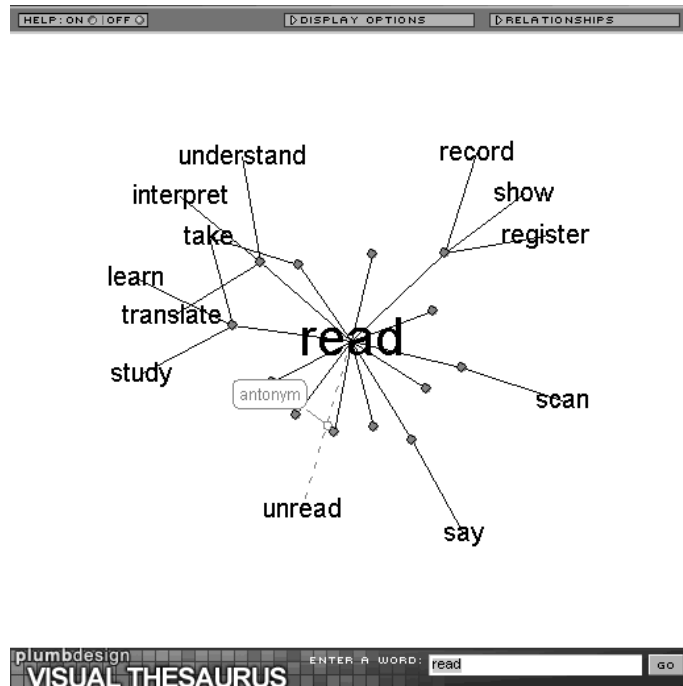 HELP: ON | OFF
DISPLAY OPTIONS
RELATIONSHIPS
understand
record
interpret
show
take
register
learn
translate
read
study
antonym
scan
unread
say
plumbdesign
VISUAL THESAURUS
ENTER A WORD:
read
GO